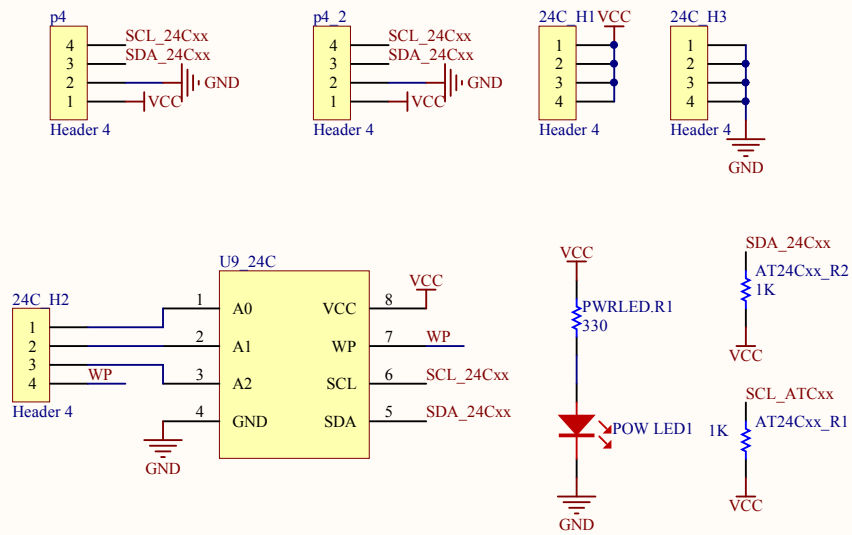 p4
4 SCL_24Cxx
3 SDA_24Cxx
2 GND
1 VCC
Header 4
p4_2
4 SCL_24Cxx
3 SDA_24Cxx
2 GND
1 VCC
Header 4
24C_H1 VCC
1
2
3
4
Header 4
24C_H3
1
2
3
4
Header 4
GND
24C_H2
1
2
3
4 WP
Header 4
U9_24C
1 A0 VCC 8 VCC
2 A1 WP 7 WP
3 A2 SCL 6 SCL_24Cxx
4 GND SDA 5 SDA_24Cxx
GND
VCC
PWRLED.R1
330
POW LED1
GND
SDA_24Cxx
AT24Cxx_R2
1K
VCC
SCL_ATCxx
1K AT24Cxx_R1
VCC